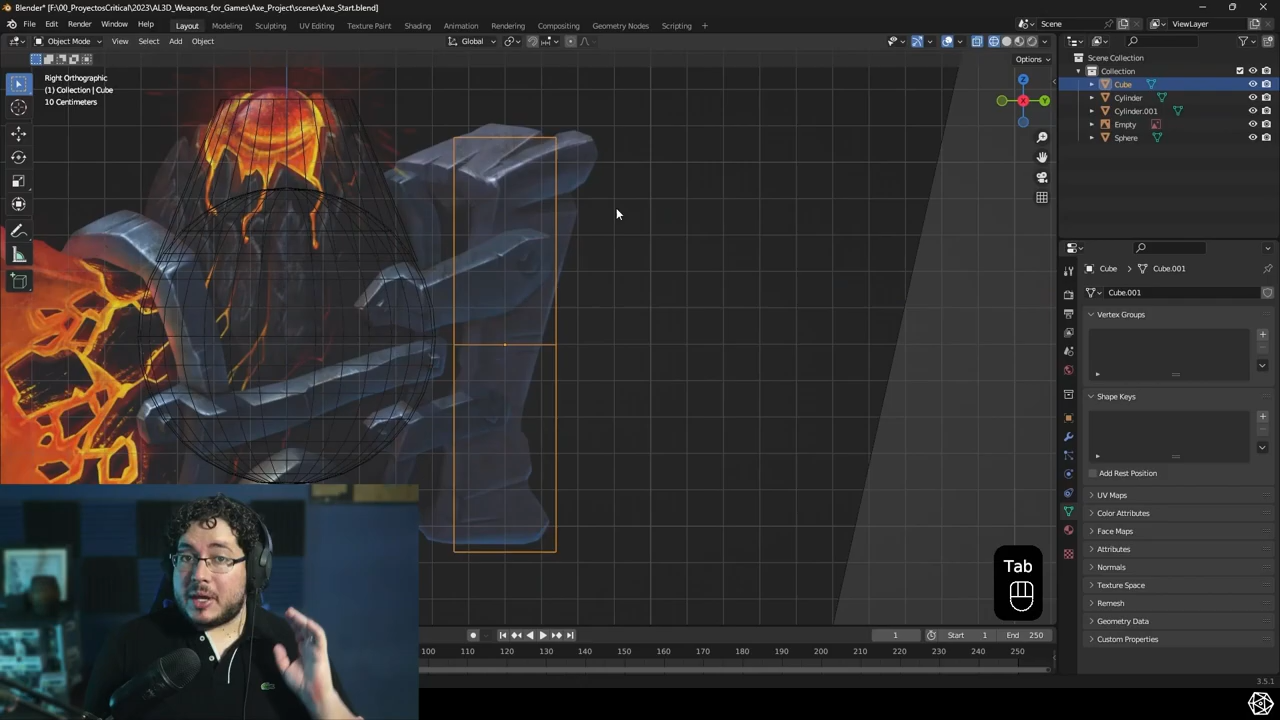 Blender* [F:\00_ProyectosCritical\2023\AL3D_Weapons_for_Games\Axe_Project\scenes\Axe_Start.blend]
File Edit Render Window Help Layout Modeling Sculpting UV Editing Texture Paint Shading Animation Rendering Compositing Geometry Nodes Scripting + Scene ViewLayer
Object Mode View Select Add Object Global
Options
Right Orthographic
(1) Collection | Cube
10 Centimeters
Z
Y
X
Scene Collection
Collection
Cube
Cylinder
Cylinder.001
Empty
Sphere
Cube Cube.001
Cube.001
Vertex Groups
Shape Keys
Add Rest Position
UV Maps
Color Attributes
Face Maps
Attributes
Normals
Texture Space
Remesh
Geometry Data
Custom Properties
Tab
1 Start 1 End 250
100 110 120 130 140 150 160 170 180 190 200 210 220 230 240 250
3.5.1